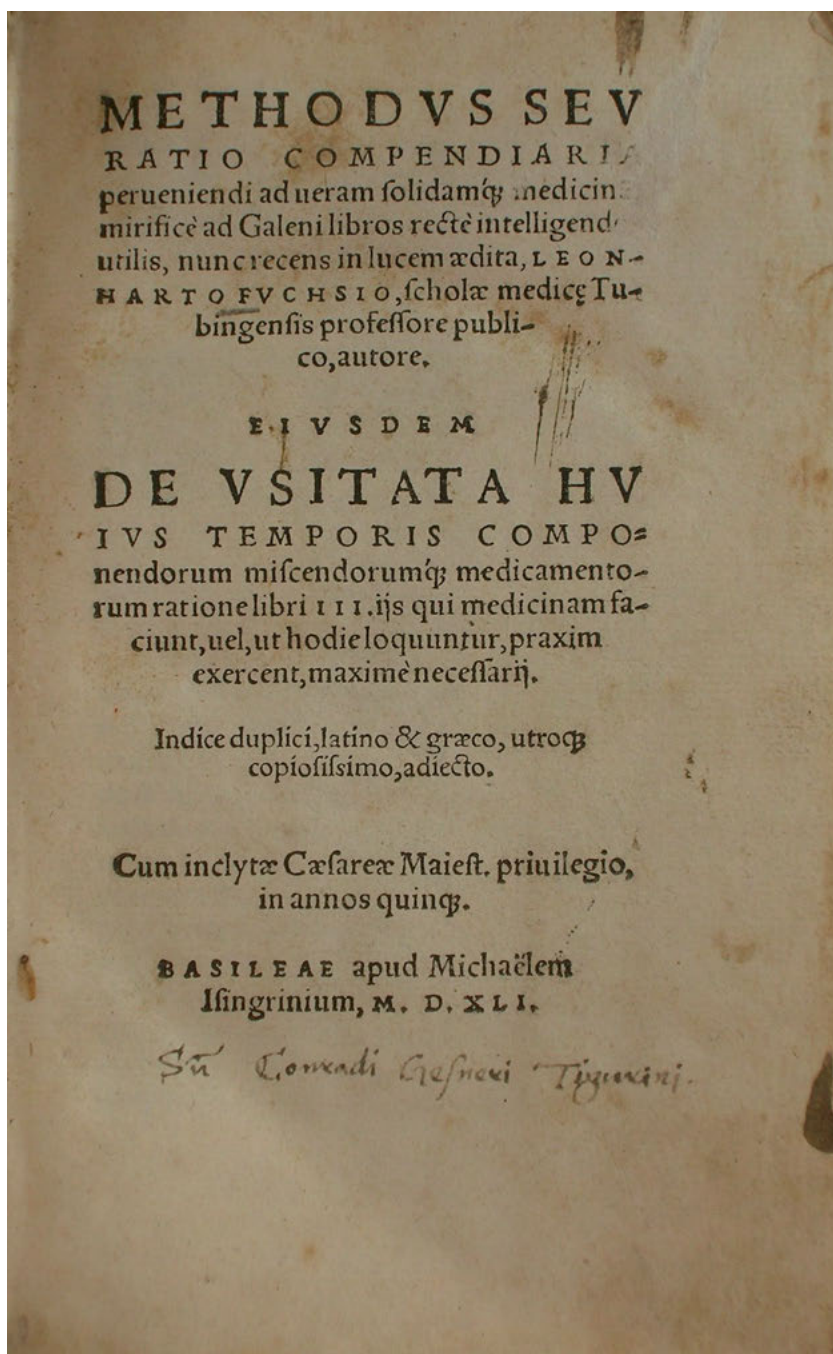 METHODVS SEV
RATIO COMPENDIARI
perueniendi ad ueram ſolidamq́; medicin
mirificè ad Galeni libros rectè intelligend
utilis, nunc recens in lucem ædita, LEON-
HARTO FVCHSIO, ſcholæ medicę Tu-
bingenſis profeſſore publi-
co, autore.
EIVSDEM
DE VSITATA HV
IVS TEMPORIS COMPO-
nendorum miſcendorumq́; medicamento-
rum ratione libri III. ijs qui medicinam fa-
ciunt, uel, ut hodie loquuntur, praxim
exercent, maximè neceſſarij.
Indice duplici, latino & græco, utroq;
copioſiſsimo, adiecto.
Cum inclytæ Cæſareæ Maieſt. priuilegio,
in annos quinq;.
BASILEAE apud Michaëlem
Iſingrinium, M. D. XLI.
Conradi Geſneri Tigurini.